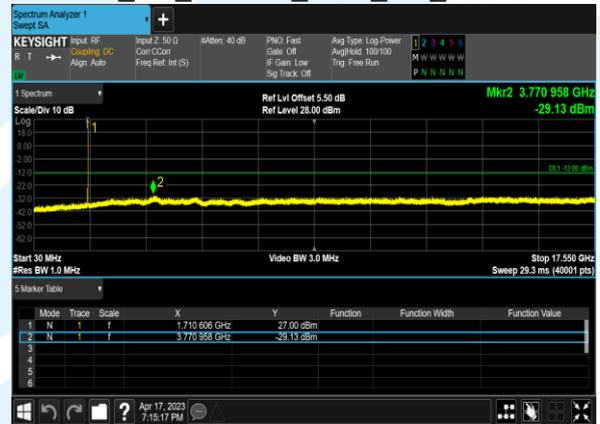 Spectrum Analyzer 1
Swept SA
+
KEYSIGHT Input: RF Input Z: 50 Ω #Atten: 40 dB PNO: Fast Avg Type: Log-Power 1 2 3 4 5 6
R T Coupling: DC Corr CCorr Gate: Off Avg|Hold: 100/100 M W W W W W
Align: Auto Freq Ref: Int (S) IF Gain: Low Trig: Free Run
LW Sig Track: Off P N N N N N
1 Spectrum Ref Lvl Offset 5.50 dB Mkr2 3.770 958 GHz
Scale/Div 10 dB Ref Level 28.00 dBm -29.13 dBm
Log
1
18.0
8.00
-2.00
-12.0 DL1 -13.00 dBm
-22.0 2
-32.0
-42.0
-52.0
-62.0
Start 30 MHz Video BW 3.0 MHz Stop 17.550 GHz
#Res BW 1.0 MHz Sweep 29.3 ms (40001 pts)
5 Marker Table
Mode Trace Scale X Y Function Function Width Function Value
1 N 1 f 1.710 606 GHz 27.00 dBm
2 N 1 f 3.770 958 GHz -29.13 dBm
3
4
5
6
? Apr 17, 2023
7:15:17 PM